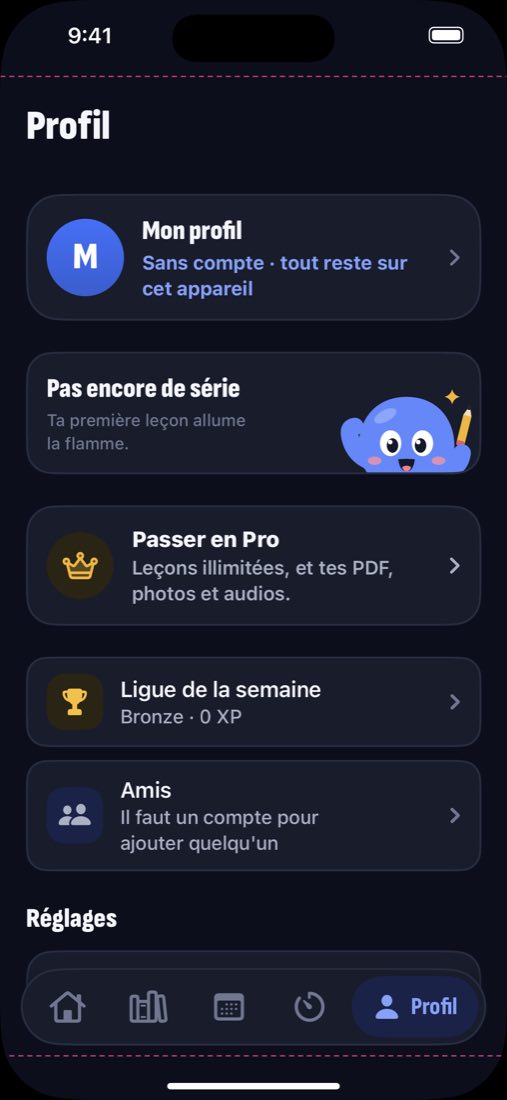 9:41
Profil
M
Mon profil
Sans compte · tout reste sur
cet appareil
Pas encore de série
Ta première leçon allume
la flamme.
Passer en Pro
Leçons illimitées, et tes PDF,
photos et audios.
Ligue de la semaine
Bronze · 0 XP
Amis
Il faut un compte pour
ajouter quelqu'un
Réglages
Profil